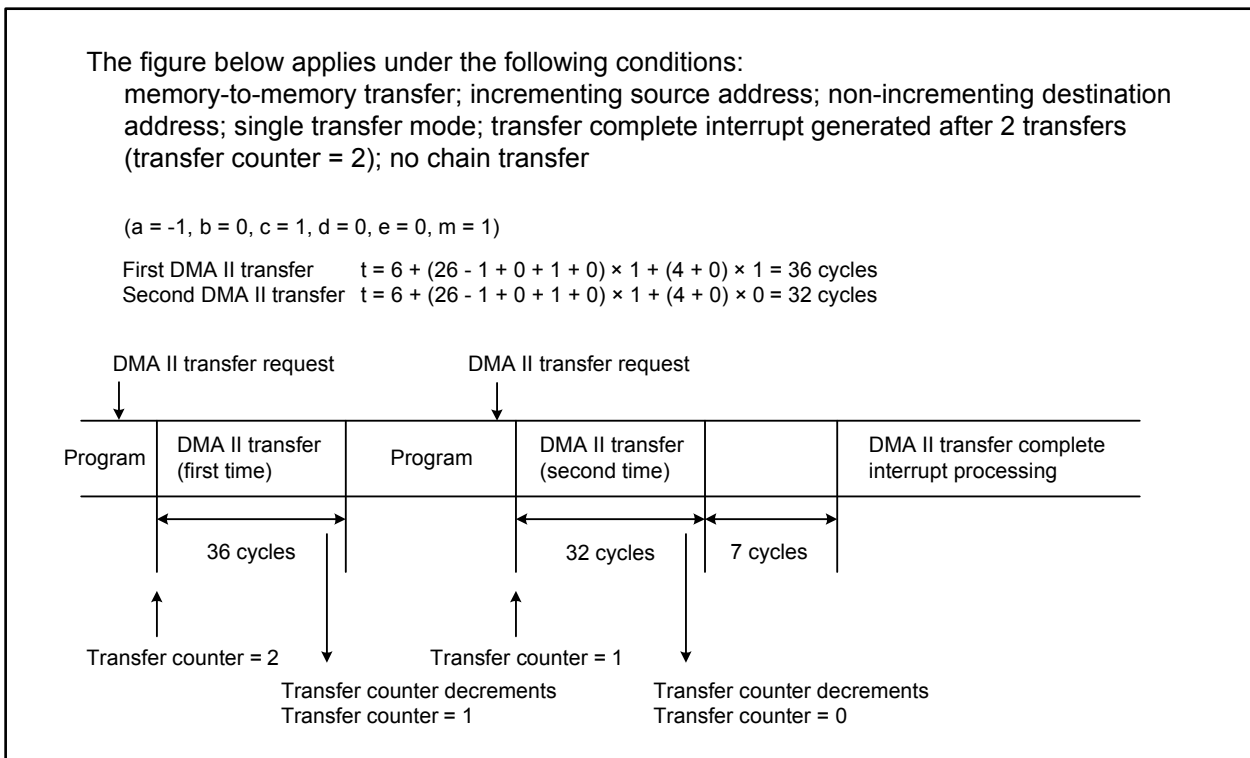 The figure below applies under the following conditions:
memory-to-memory transfer; incrementing source address; non-incrementing destination
address; single transfer mode; transfer complete interrupt generated after 2 transfers
(transfer counter = 2); no chain transfer
(a = -1, b = 0, c = 1, d = 0, e = 0, m = 1)
First DMA II transfer t = 6 + (26 - 1 + 0 + 1 + 0) × 1 + (4 + 0) × 1 = 36 cycles
Second DMA II transfer t = 6 + (26 - 1 + 0 + 1 + 0) × 1 + (4 + 0) × 0 = 32 cycles
DMA II transfer request
DMA II transfer request
Program
DMA II transfer
(first time)
Program
DMA II transfer
(second time)
DMA II transfer complete
interrupt processing
36 cycles
32 cycles
7 cycles
Transfer counter = 2
Transfer counter = 1
Transfer counter decrements
Transfer counter = 1
Transfer counter decrements
Transfer counter = 0